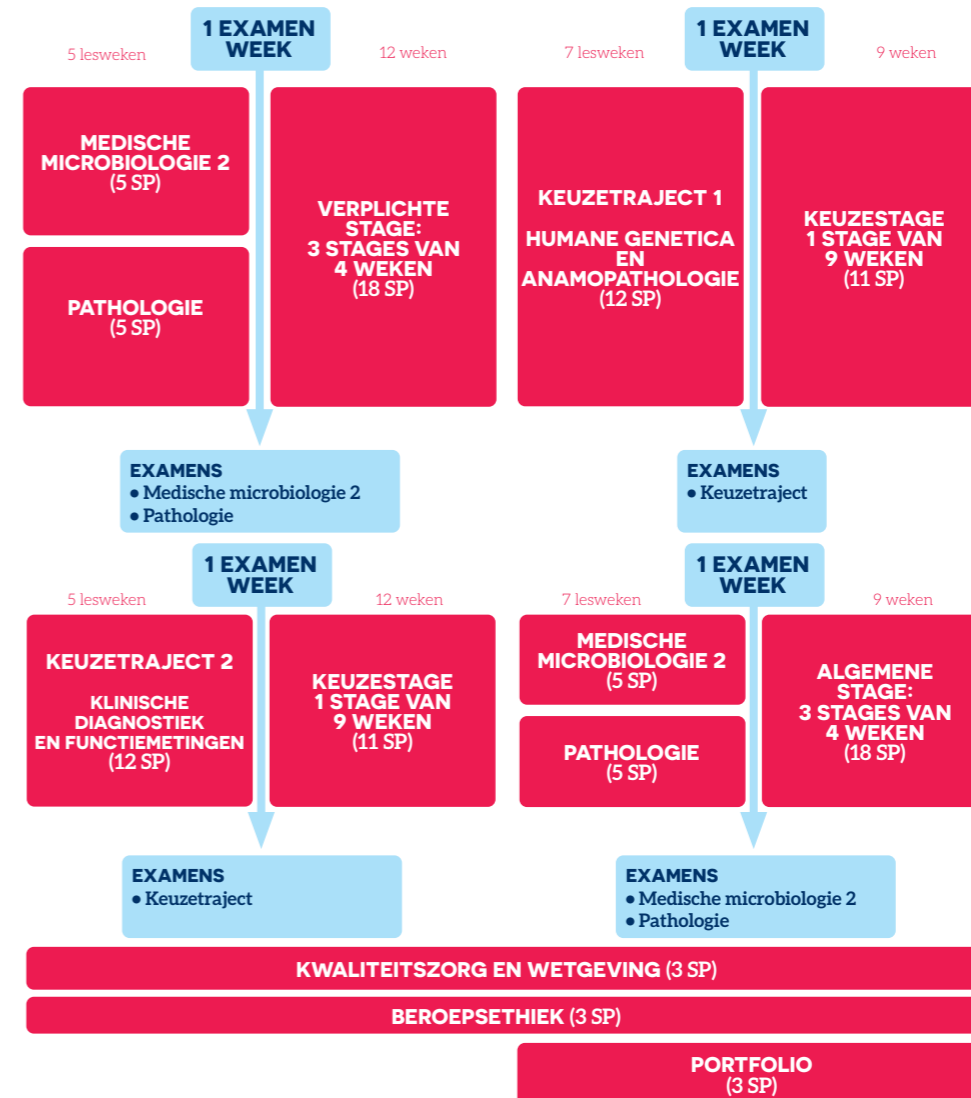 5 lesweken
1 EXAMEN
WEEK
12 weken
7 lesweken
1 EXAMEN
WEEK
9 weken
MEDISCHE
MICROBIOLOGIE 2
(5 SP)
PATHOLOGIE
(5 SP)
VERPLICHTE
STAGE:
3 STAGES VAN
4 WEKEN
(18 SP)
KEUZETRAJECT 1
HUMANE GENETICA
EN
ANAMOPATHOLOGIE
(12 SP)
KEUZESTAGE
1 STAGE VAN
9 WEKEN
(11 SP)
EXAMENS
• Medische microbiologie 2
• Pathologie
EXAMENS
• Keuzetraject
5 lesweken
1 EXAMEN
WEEK
12 weken
7 lesweken
1 EXAMEN
WEEK
9 weken
KEUZETRAJECT 2
KLINISCHE
DIAGNOSTIEK
EN FUNCTIEMETINGEN
(12 SP)
KEUZESTAGE
1 STAGE VAN
9 WEKEN
(11 SP)
MEDISCHE
MICROBIOLOGIE 2
(5 SP)
PATHOLOGIE
(5 SP)
ALGEMENE
STAGE:
3 STAGES VAN
4 WEKEN
(18 SP)
EXAMENS
• Keuzetraject
EXAMENS
• Medische microbiologie 2
• Pathologie
KWALITEITSZORG EN WETGEVING (3 SP)
BEROEPSETHIEK (3 SP)
PORTFOLIO
(3 SP)